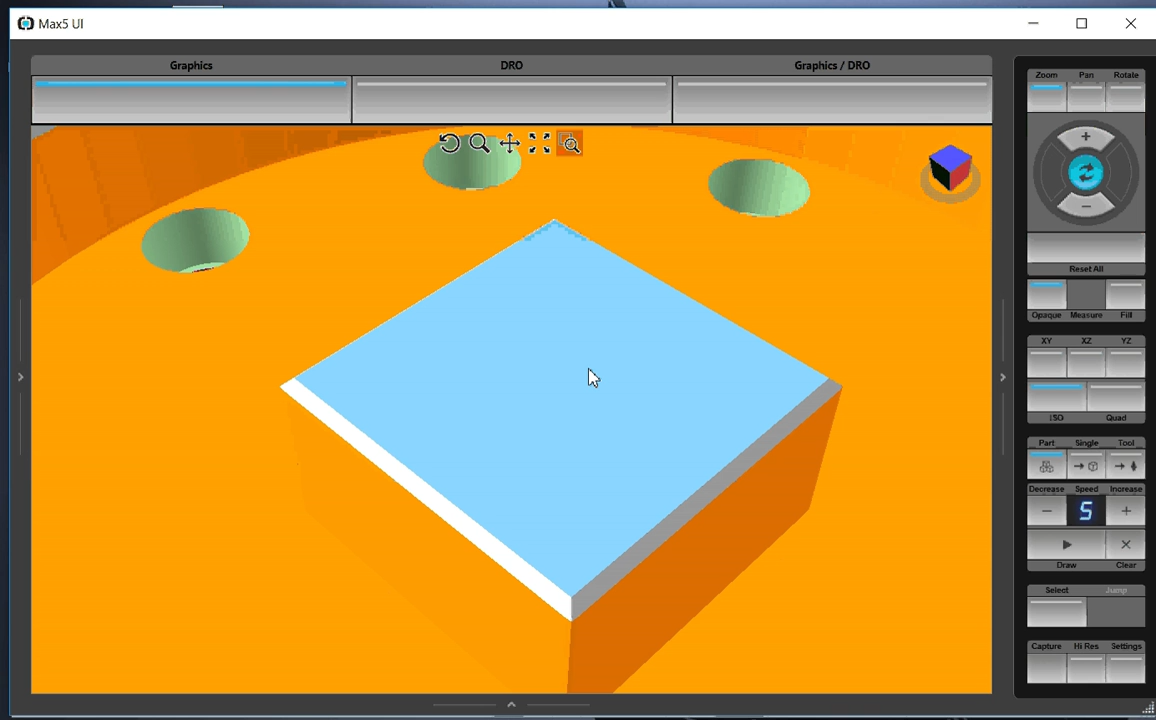 Max5 UI
Graphics DRO Graphics / DRO
Zoom Pan Rotate
Reset All
Opaque Measure Fill
XY XZ YZ
ISO Quad
Part Single Tool
Decrease Speed Increase
5
Draw Clear
Select Jump
Capture Hi Res Settings